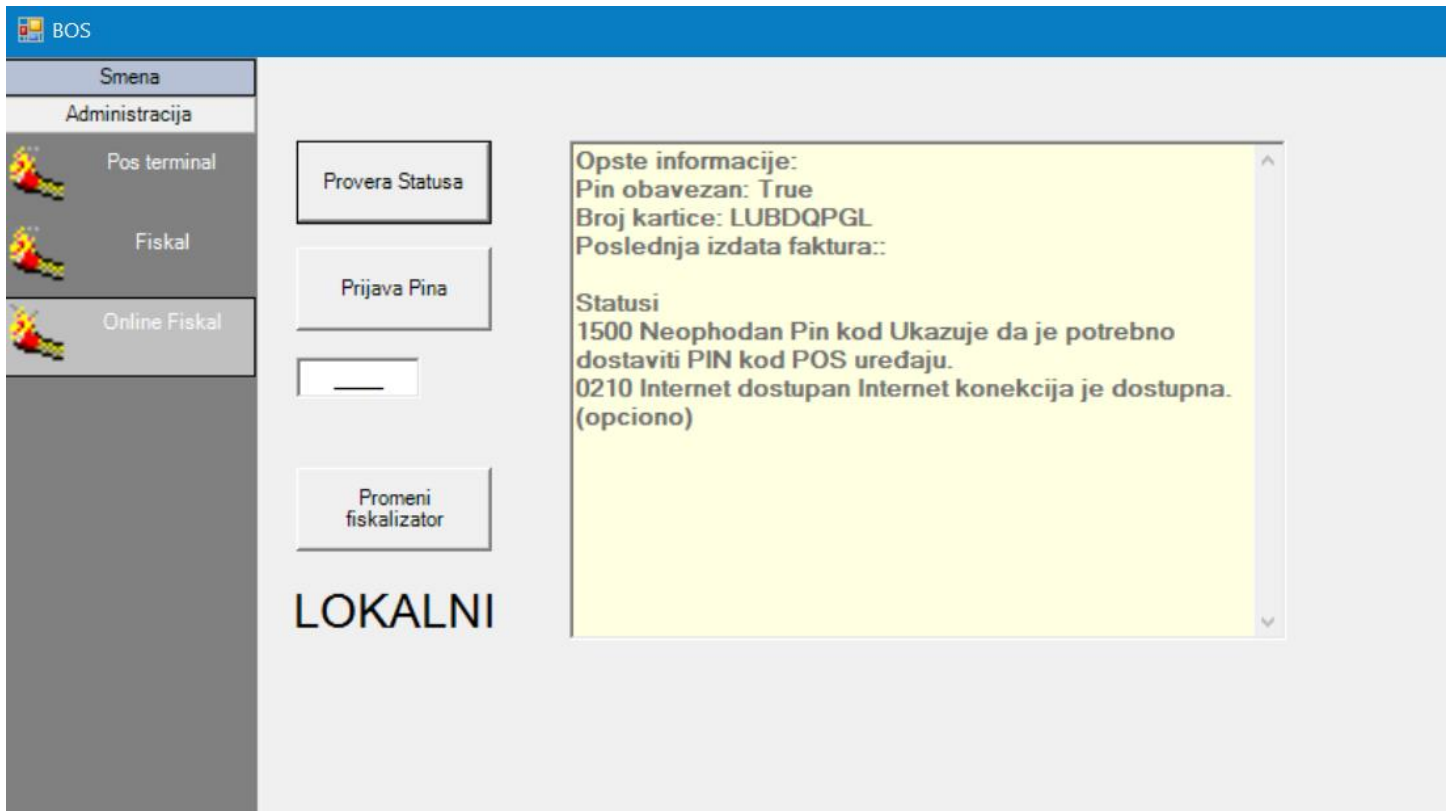 BOS
Smena
Administracija
Pos terminal
Fiskal
Online Fiskal
Provera Statusa
Prijava Pina
Promeni
fiskalizator
LOKALNI
Opste informacije:
Pin obavezan: True
Broj kartice: LUBDQPGL
Poslednja izdata faktura::
Statusi
1500 Neophodan Pin kod Ukazuje da je potrebno
dostaviti PIN kod POS uređaju.
0210 Internet dostupan Internet konekcija je dostupna.
(opciono)